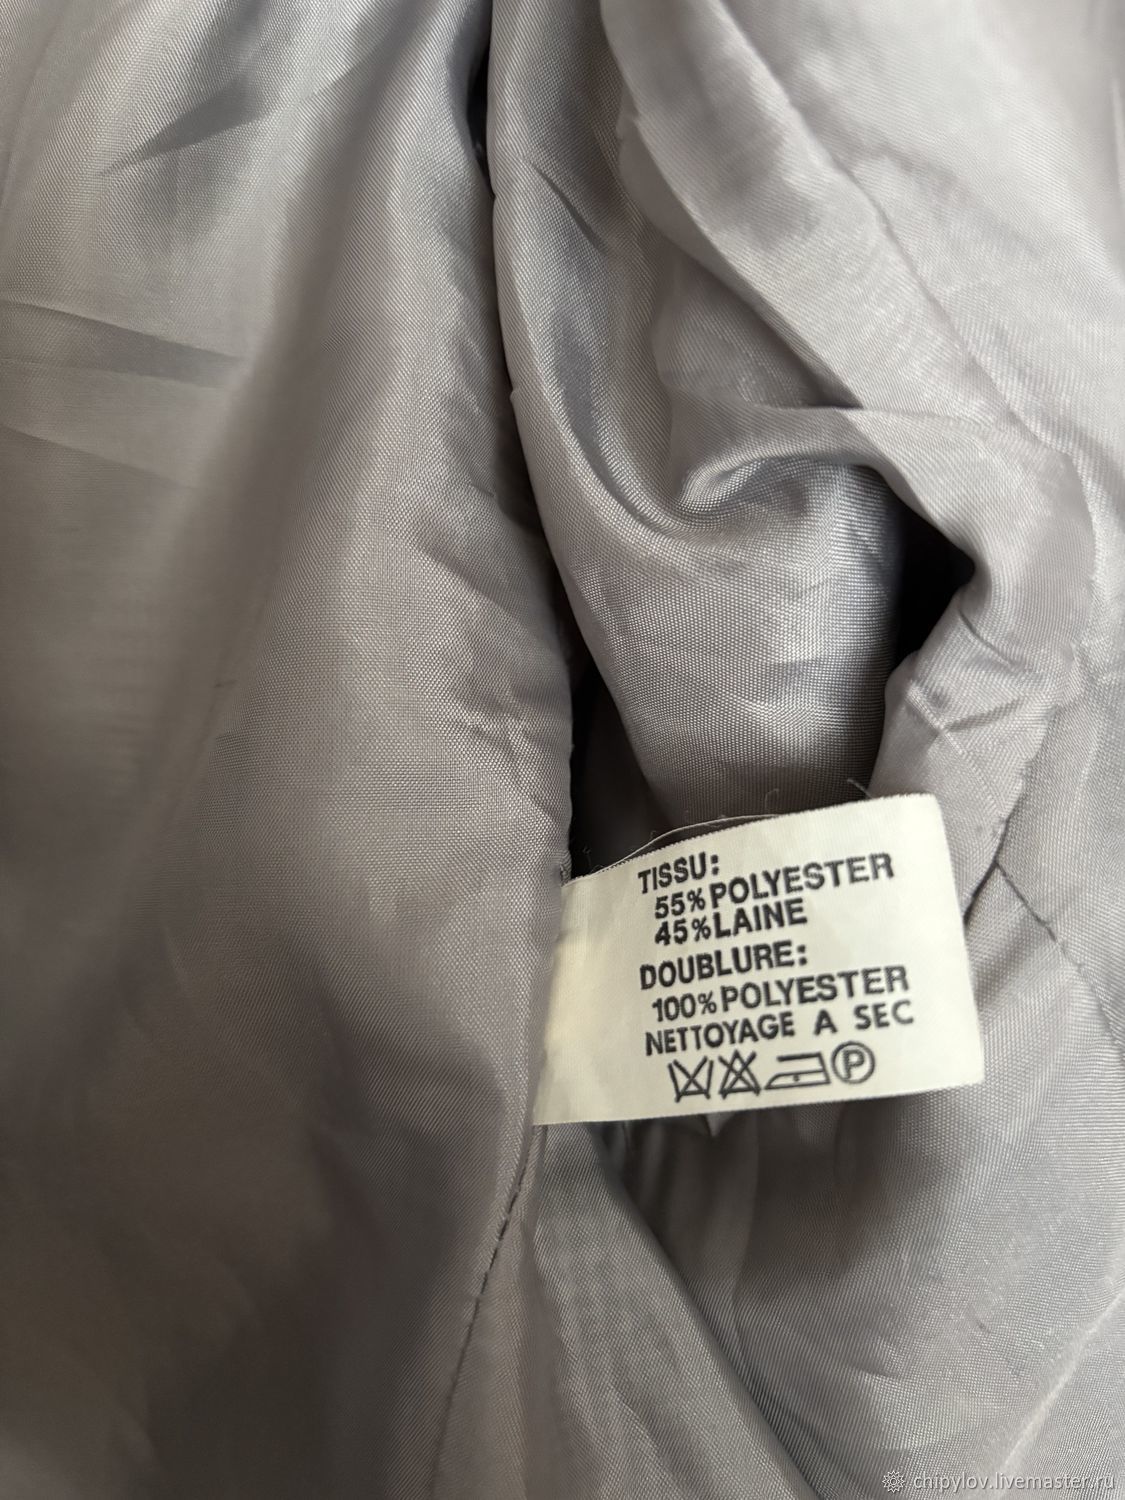 TISSU:
55% POLYESTER
45% LAINE
DOUBLURE:
100% POLYESTER
NETTOYAGE A SEC
P
chipylov.livemaster.ru